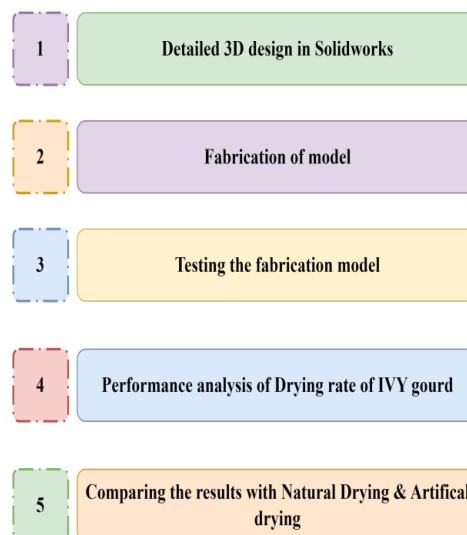 1 Detailed 3D design in Solidworks
2 Fabrication of model
3 Testing the fabrication model
4 Performance analysis of Drying rate of IVY gourd
5 Comparing the results with Natural Drying & Artifical
drying